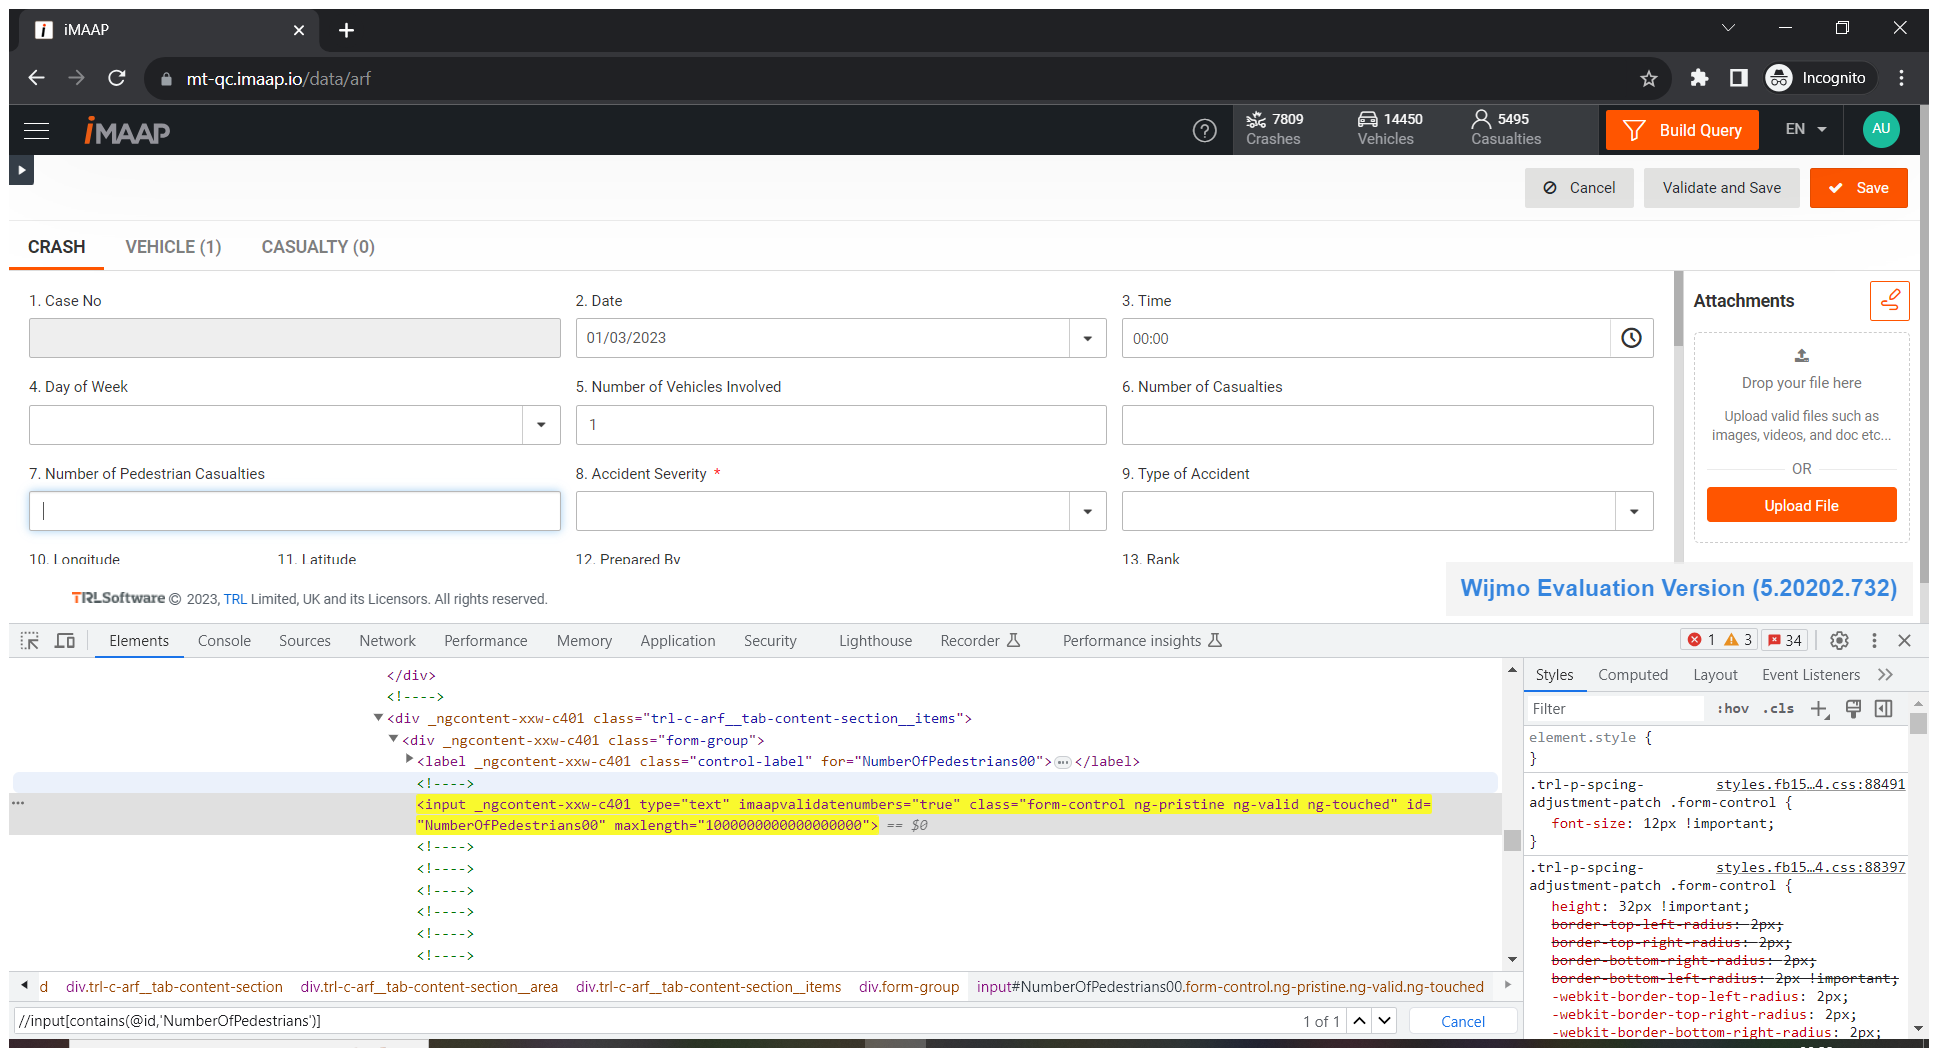 iMAAP
mt-qc.imaap.io/data/arf
Incognito
iMAAP
7809
Crashes
14450
Vehicles
5495
Casualties
Build Query
EN
AU
Cancel
Validate and Save
Save
CRASH
VEHICLE (1)
CASUALTY (0)
1. Case No
2. Date
3. Time
01/03/2023
00:00
4. Day of Week
5. Number of Vehicles Involved
6. Number of Casualties
1
7. Number of Pedestrian Casualties
8. Accident Severity *
9. Type of Accident
10. Longitude
11. Latitude
12. Prepared By
13. Rank
Attachments
Drop your file here
Upload valid files such as
images, videos, and doc etc...
OR
Upload File
TRLSoftware © 2023, TRL Limited, UK and its Licensors. All rights reserved.
Wijmo Evaluation Version (5.20202.732)
Elements
Console
Sources
Network
Performance
Memory
Application
Security
Lighthouse
Recorder
Performance insights
1
3
34
</div>
<!---->
<div _ngcontent-xxw-c401 class="trl-c-arf__tab-content-section__items">
<div _ngcontent-xxw-c401 class="form-group">
<label _ngcontent-xxw-c401 class="control-label" for="NumberOfPedestrians00">…</label>
<!---->
<input _ngcontent-xxw-c401 type="text" imaapvalidatenumbers="true" class="form-control ng-pristine ng-valid ng-touched" id=
"NumberOfPedestrians00" maxlength="1000000000000000000"> == $0
<!---->
<!---->
<!---->
<!---->
<!---->
<!---->
d
div.trl-c-arf__tab-content-section
div.trl-c-arf__tab-content-section__area
div.trl-c-arf__tab-content-section__items
div.form-group
input#NumberOfPedestrians00.form-control.ng-pristine.ng-valid.ng-touched
//input[contains(@id,'NumberOfPedestrians')]
1 of 1
Cancel
Styles
Computed
Layout
Event Listeners
Filter
:hov
.cls
element.style {
}
.trl-p-spcing-
styles.fb15…4.css:88491
adjustment-patch .form-control {
font-size: 12px !important;
}
.trl-p-spcing-
styles.fb15…4.css:88397
adjustment-patch .form-control {
height: 32px !important;
border-top-left-radius: 2px;
border-top-right-radius: 2px;
border-bottom-right-radius: 2px;
border-bottom-left-radius: 2px !important;
-webkit-border-top-left-radius: 2px;
-webkit-border-top-right-radius: 2px;
-webkit-border-bottom-right-radius: 2px;